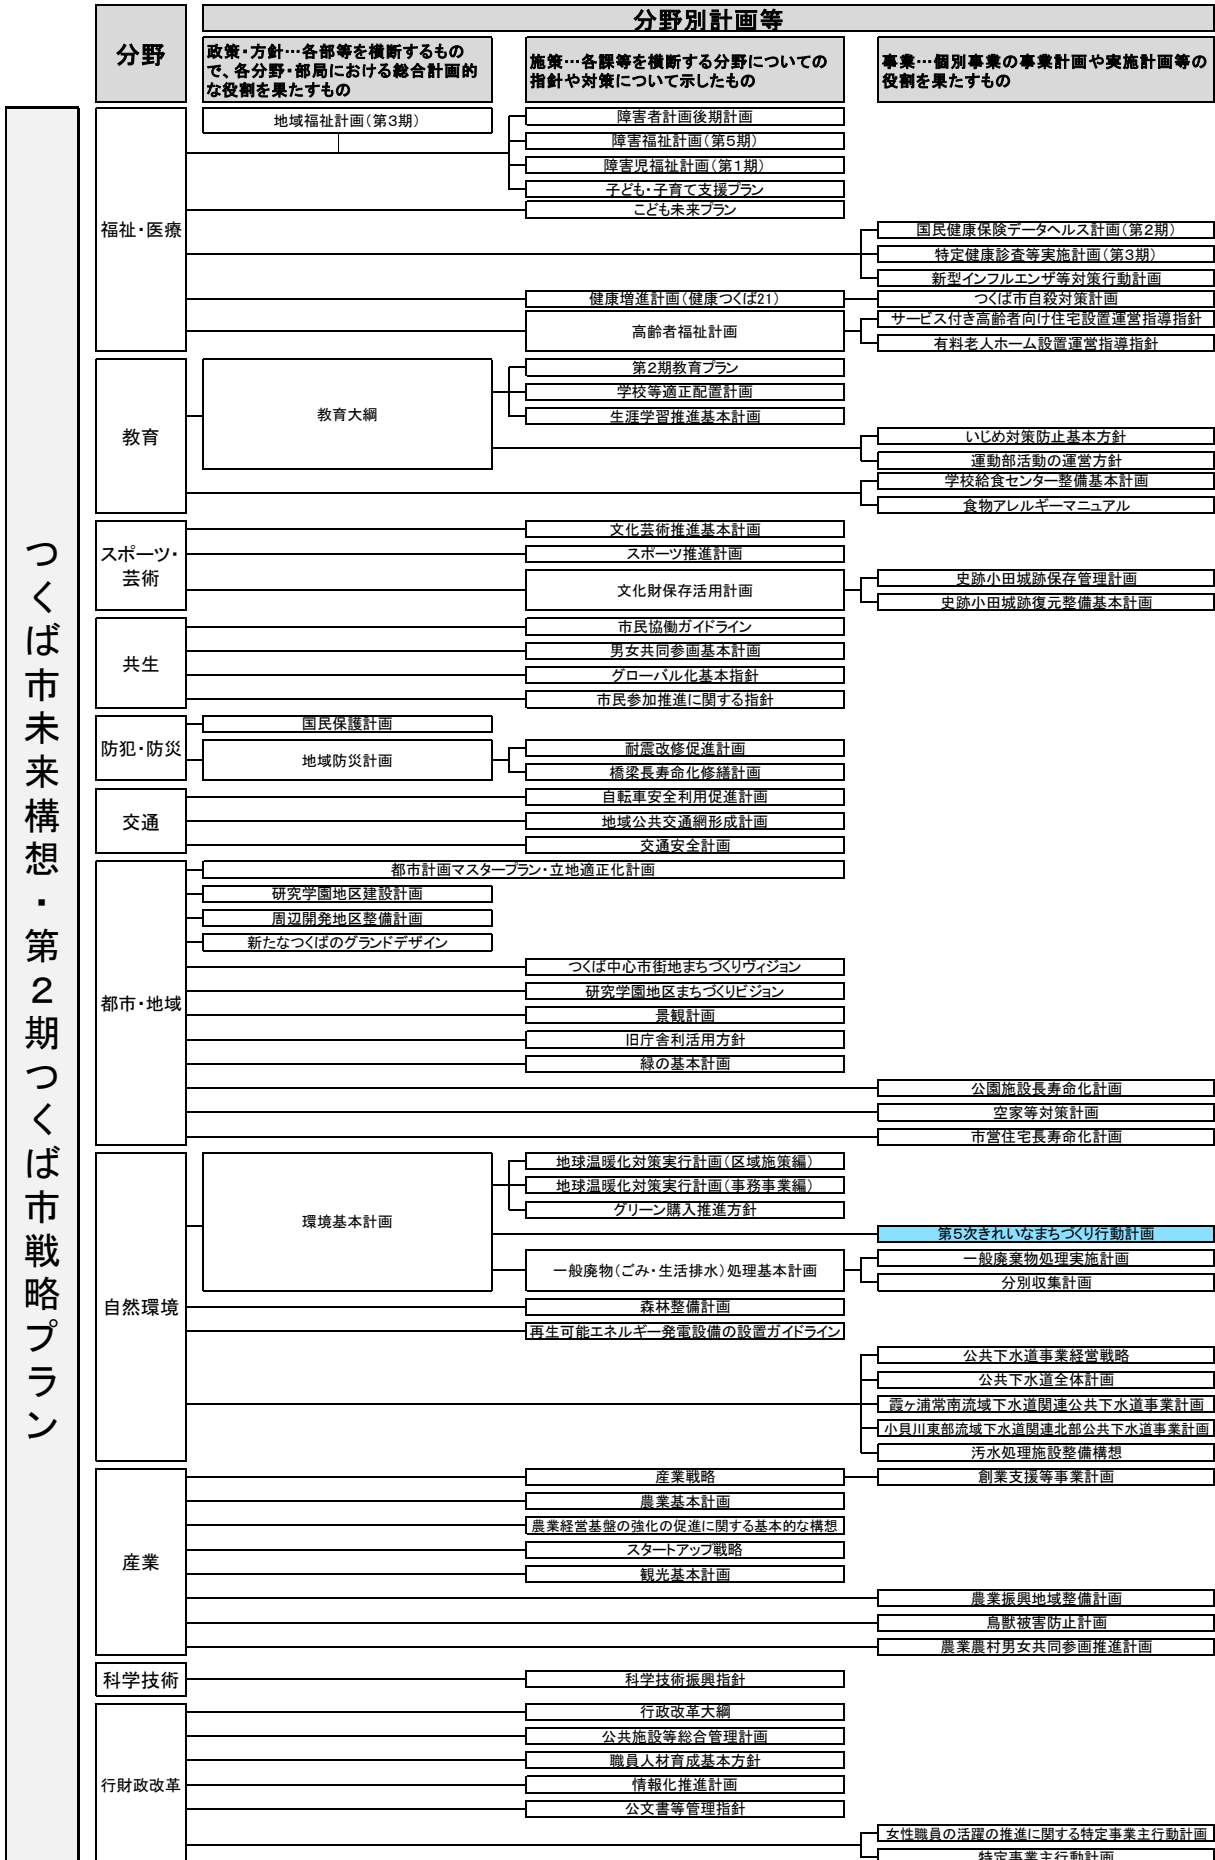 分野別計画等
分野
政策・方針…各部等を横断するもの
で、各分野・部局における総合計画的
な役割を果たすもの
施策…各課等を横断する分野についての
指針や対策について示したもの
事業…個別事業の事業計画や実施計画等の
役割を果たすもの
つくば市未来構想・第2期つくば市戦略プラン
福祉・医療
地域福祉計画(第3期)
障害者計画後期計画
障害福祉計画(第5期)
障害児福祉計画(第1期)
子ども・子育て支援プラン
こども未来プラン
国民健康保険データヘルス計画(第2期)
特定健康診査等実施計画(第3期)
新型インフルエンザ等対策行動計画
健康増進計画(健康つくば21)
つくば市自殺対策計画
高齢者福祉計画
サービス付き高齢者向け住宅設置運営指導指針
有料老人ホーム設置運営指導指針
教育
教育大綱
第2期教育プラン
学校等適正配置計画
生涯学習推進基本計画
いじめ対策防止基本方針
運動部活動の運営方針
学校給食センター整備基本計画
食物アレルギーマニュアル
スポーツ・
芸術
文化芸術推進基本計画
スポーツ推進計画
文化財保存活用計画
史跡小田城跡保存管理計画
史跡小田城跡復元整備基本計画
共生
市民協働ガイドライン
男女共同参画基本計画
グローバル化基本指針
市民参加推進に関する指針
防犯・防災
国民保護計画
地域防災計画
耐震改修促進計画
橋梁長寿命化修繕計画
交通
自転車安全利用促進計画
地域公共交通網形成計画
交通安全計画
都市・地域
都市計画マスタープラン・立地適正化計画
研究学園地区建設計画
周辺開発地区整備計画
新たなつくばのグランドデザイン
つくば中心市街地まちづくりヴィジョン
研究学園地区まちづくりビジョン
景観計画
旧庁舎利活用方針
緑の基本計画
公園施設長寿命化計画
空家等対策計画
市営住宅長寿命化計画
自然環境
環境基本計画
地球温暖化対策実行計画(区域施策編)
地球温暖化対策実行計画(事務事業編)
グリーン購入推進方針
第5次きれいなまちづくり行動計画
一般廃物(ごみ・生活排水)処理基本計画
一般廃棄物処理実施計画
分別収集計画
森林整備計画
再生可能エネルギー発電設備の設置ガイドライン
公共下水道事業経営戦略
公共下水道全体計画
霞ヶ浦常南流域下水道関連公共下水道事業計画
小貝川東部流域下水道関連北部公共下水道事業計画
汚水処理施設整備構想
産業
産業戦略
創業支援等事業計画
農業基本計画
農業経営基盤の強化の促進に関する基本的な構想
スタートアップ戦略
観光基本計画
農業振興地域整備計画
鳥獣被害防止計画
農業農村男女共同参画推進計画
科学技術
科学技術振興指針
行財政改革
行政改革大綱
公共施設等総合管理計画
職員人材育成基本方針
情報化推進計画
公文書等管理指針
女性職員の活躍の推進に関する特定事業主行動計画
特定事業主行動計画